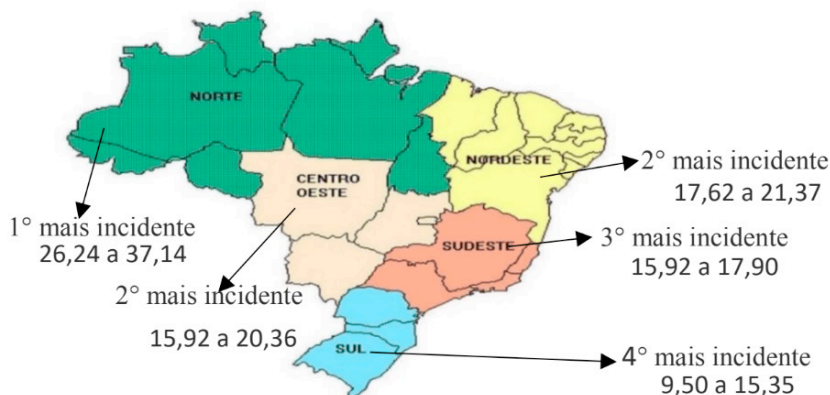 NORTE
NORDESTE
2° mais incidente
17,62 a 21,37
CENTRO
OESTE
1° mais incidente
26,24 a 37,14
SUDESTE
3° mais incidente
15,92 a 17,90
2° mais incidente
15,92 a 20,36
SUL
4° mais incidente
9,50 a 15,35